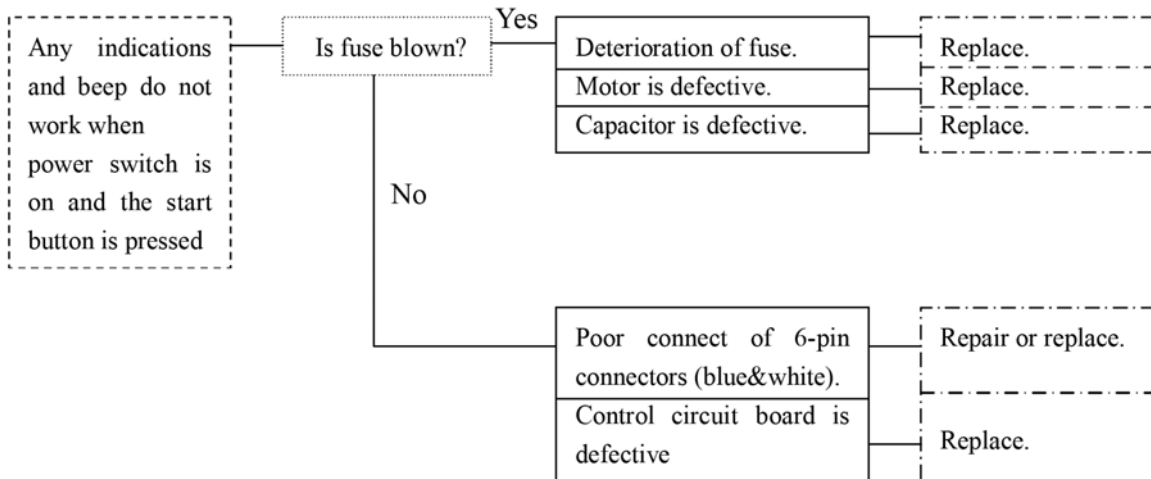 Any indications
and beep do not
work when
power switch is
on and the start
button is pressed
Is fuse blown?
Yes
Deterioration of fuse.
Replace.
Motor is defective.
Replace.
Capacitor is defective.
Replace.
No
Poor connect of 6-pin
connectors (blue&white).
Repair or replace.
Control circuit board is
defective
Replace.